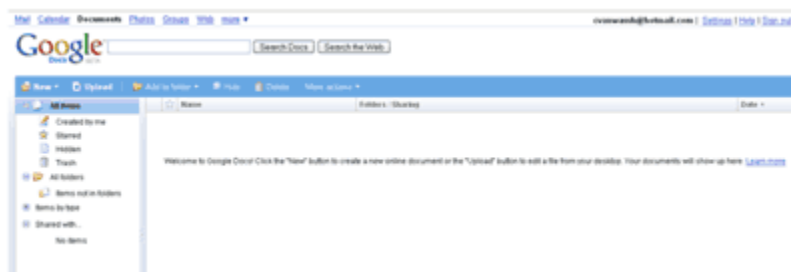 Mail Calendar Documents Photos Groups Web more ▼
@hotmail.com | Settings | Help | Sign out
Google
Docs BETA
Search Docs Search the Web
New Upload Add to folder Hide Delete More actions
All items
Name Folders / Sharing Date
Created by me
Starred
Hidden
Trash
Welcome to Google Docs! Click the "New" button to create a new online document or the "Upload" button to edit a file from your desktop. Your documents will show up here. Learn more
All folders
Items not in folders
Items by type
Shared with...
No items